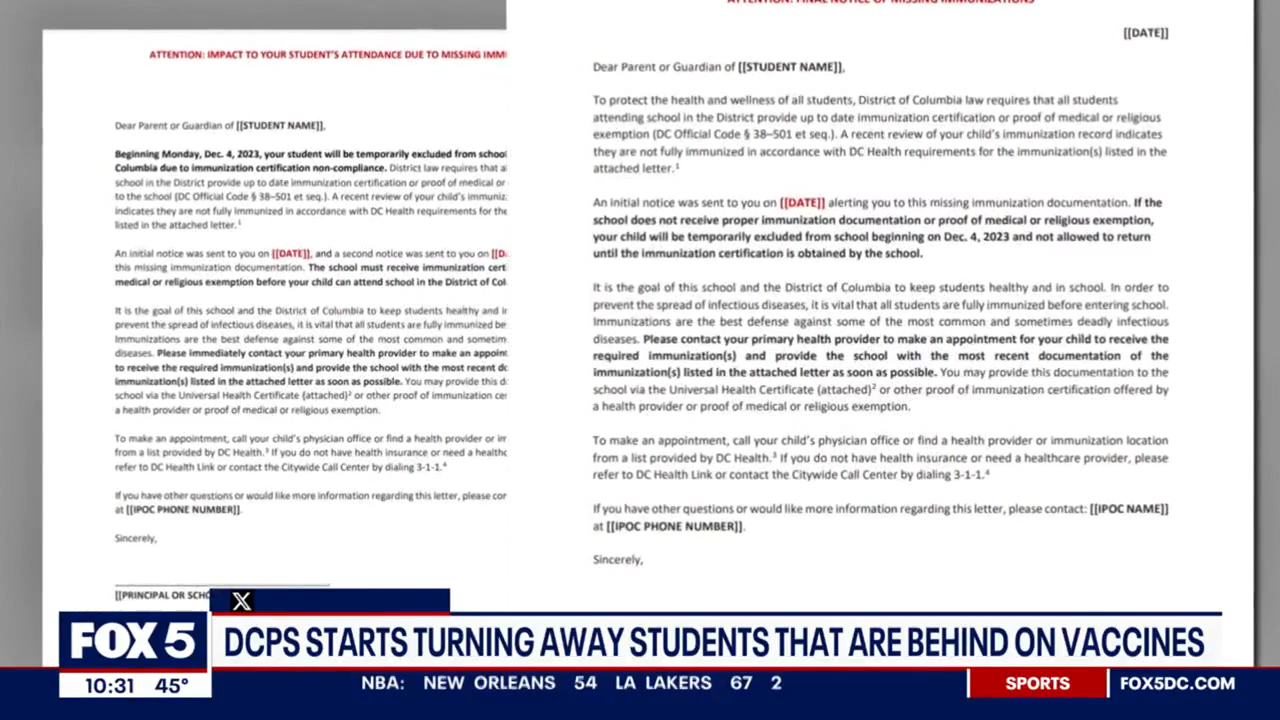 ATTENTION: IMPACT TO YOUR STUDENT'S ATTENDANCE DUE TO MISSING IMM
Dear Parent or Guardian of [[STUDENT NAME]],
Beginning Monday, Dec. 4, 2023, your student will be temporarily excluded from school
Columbia due to immunization certification non-compliance. District law requires that a
school in the District provide up to date immunization certification or proof of medical or
to the school (DC Official Code § 38–501 et seq.). A recent review of your child's immuniz
indicates they are not fully immunized in accordance with DC Health requirements for the
listed in the attached letter.1
An initial notice was sent to you on [[DATE]], and a second notice was sent to you on [[D
this missing immunization documentation. The school must receive immunization cert
medical or religious exemption before your child can attend school in the District of Col
It is the goal of this school and the District of Columbia to keep students healthy and in
prevent the spread of infectious diseases, it is vital that all students are fully immunized be
Immunizations are the best defense against some of the most common and sometim
diseases. Please immediately contact your primary health provider to make an appoin
to receive the required immunization(s) and provide the school with the most recent do
immunization(s) listed in the attached letter as soon as possible. You may provide this d
school via the Universal Health Certificate (attached)2 or other proof of immunization cer
a health provider or proof of medical or religious exemption.
To make an appointment, call your child's physician office or find a health provider or im
from a list provided by DC Health.3 If you do not have health insurance or need a healthc
refer to DC Health Link or contact the Citywide Call Center by dialing 3-1-1.4
If you have other questions or would like more information regarding this letter, please con
at [[IPOC PHONE NUMBER]].
Sincerely,
[[PRINCIPAL OR SCHO
ATTENTION: FINAL NOTICE OF MISSING IMMUNIZATIONS
[[DATE]]
Dear Parent or Guardian of [[STUDENT NAME]],
To protect the health and wellness of all students, District of Columbia law requires that all students
attending school in the District provide up to date immunization certification or proof of medical or religious
exemption (DC Official Code § 38–501 et seq.). A recent review of your child's immunization record indicates
they are not fully immunized in accordance with DC Health requirements for the immunization(s) listed in the
attached letter.1
An initial notice was sent to you on [[DATE]] alerting you to this missing immunization documentation. If the
school does not receive proper immunization documentation or proof of medical or religious exemption,
your child will be temporarily excluded from school beginning on Dec. 4, 2023 and not allowed to return
until the immunization certification is obtained by the school.
It is the goal of this school and the District of Columbia to keep students healthy and in school. In order to
prevent the spread of infectious diseases, it is vital that all students are fully immunized before entering school.
Immunizations are the best defense against some of the most common and sometimes deadly infectious
diseases. Please contact your primary health provider to make an appointment for your child to receive the
required immunization(s) and provide the school with the most recent documentation of the
immunization(s) listed in the attached letter as soon as possible. You may provide this documentation to the
school via the Universal Health Certificate (attached)2 or other proof of immunization certification offered by
a health provider or proof of medical or religious exemption.
To make an appointment, call your child's physician office or find a health provider or immunization location
from a list provided by DC Health.3 If you do not have health insurance or need a healthcare provider, please
refer to DC Health Link or contact the Citywide Call Center by dialing 3-1-1.4
If you have other questions or would like more information regarding this letter, please contact: [[IPOC NAME]]
at [[IPOC PHONE NUMBER]].
Sincerely,
X
FOX 5
DCPS STARTS TURNING AWAY STUDENTS THAT ARE BEHIND ON VACCINES
10:31 45°
NBA: NEW ORLEANS 54 LA LAKERS 67 2
SPORTS
FOX5DC.COM